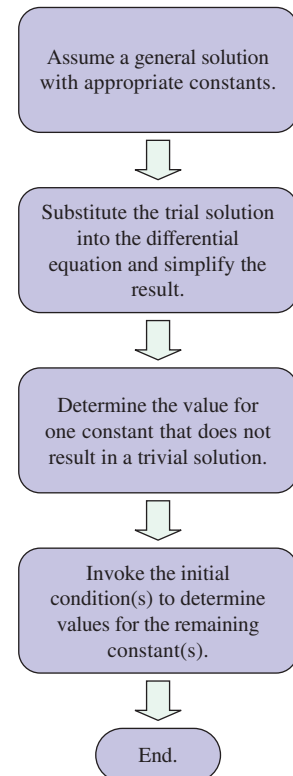 Assume a general solution
with appropriate constants.
Substitute the trial solution
into the differential
equation and simplify the
result.
Determine the value for
one constant that does not
result in a trivial solution.
Invoke the initial
condition(s) to determine
values for the remaining
constant(s).
End.